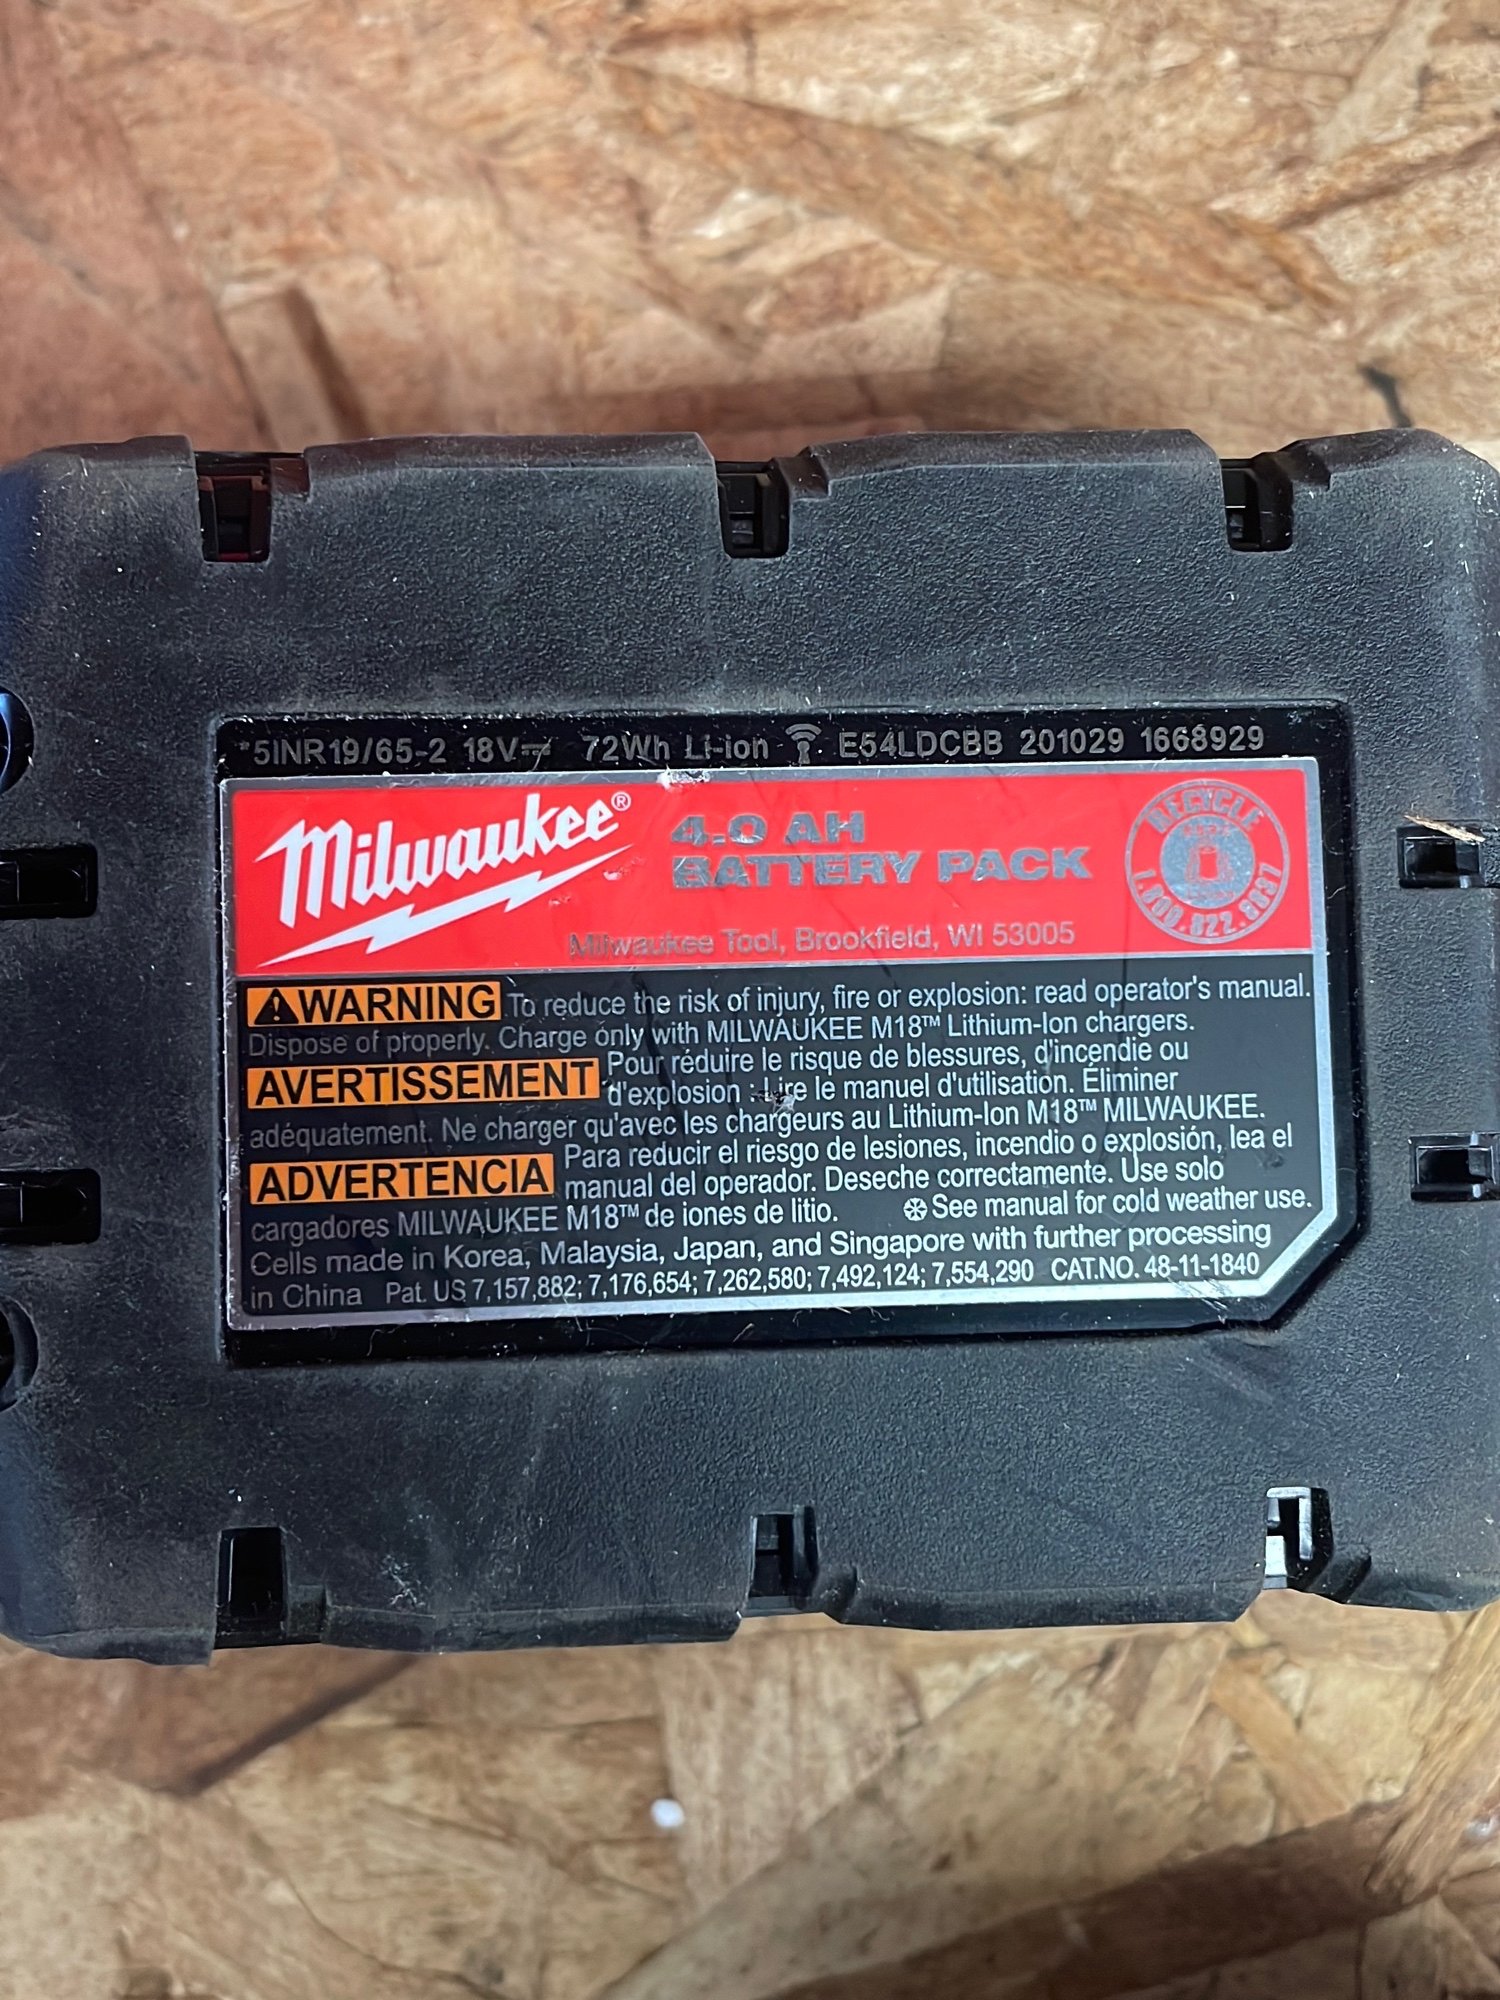 *5INR19/65-2 18V⎓ 72Wh Li-Ion E54LDCBB 201029 1668929
Milwaukee®
4.0 AH
BATTERY PACK
Milwaukee Tool, Brookfield, WI 53005
RECYCLE
1.800.822.8837
⚠WARNING To reduce the risk of injury, fire or explosion: read operator's manual.
Dispose of properly. Charge only with MILWAUKEE M18™ Lithium-Ion chargers.
AVERTISSEMENT Pour réduire le risque de blessures, d'incendie ou
d'explosion : Lire le manuel d'utilisation. Éliminer
adéquatement. Ne charger qu'avec les chargeurs au Lithium-Ion M18™ MILWAUKEE.
ADVERTENCIA Para reducir el riesgo de lesiones, incendio o explosión, lea el
manual del operador. Deseche correctamente. Use solo
cargadores MILWAUKEE M18™ de iones de litio. ❄See manual for cold weather use.
Cells made in Korea, Malaysia, Japan, and Singapore with further processing
in China Pat. US 7,157,882; 7,176,654; 7,262,580; 7,492,124; 7,554,290 CAT.NO. 48-11-1840